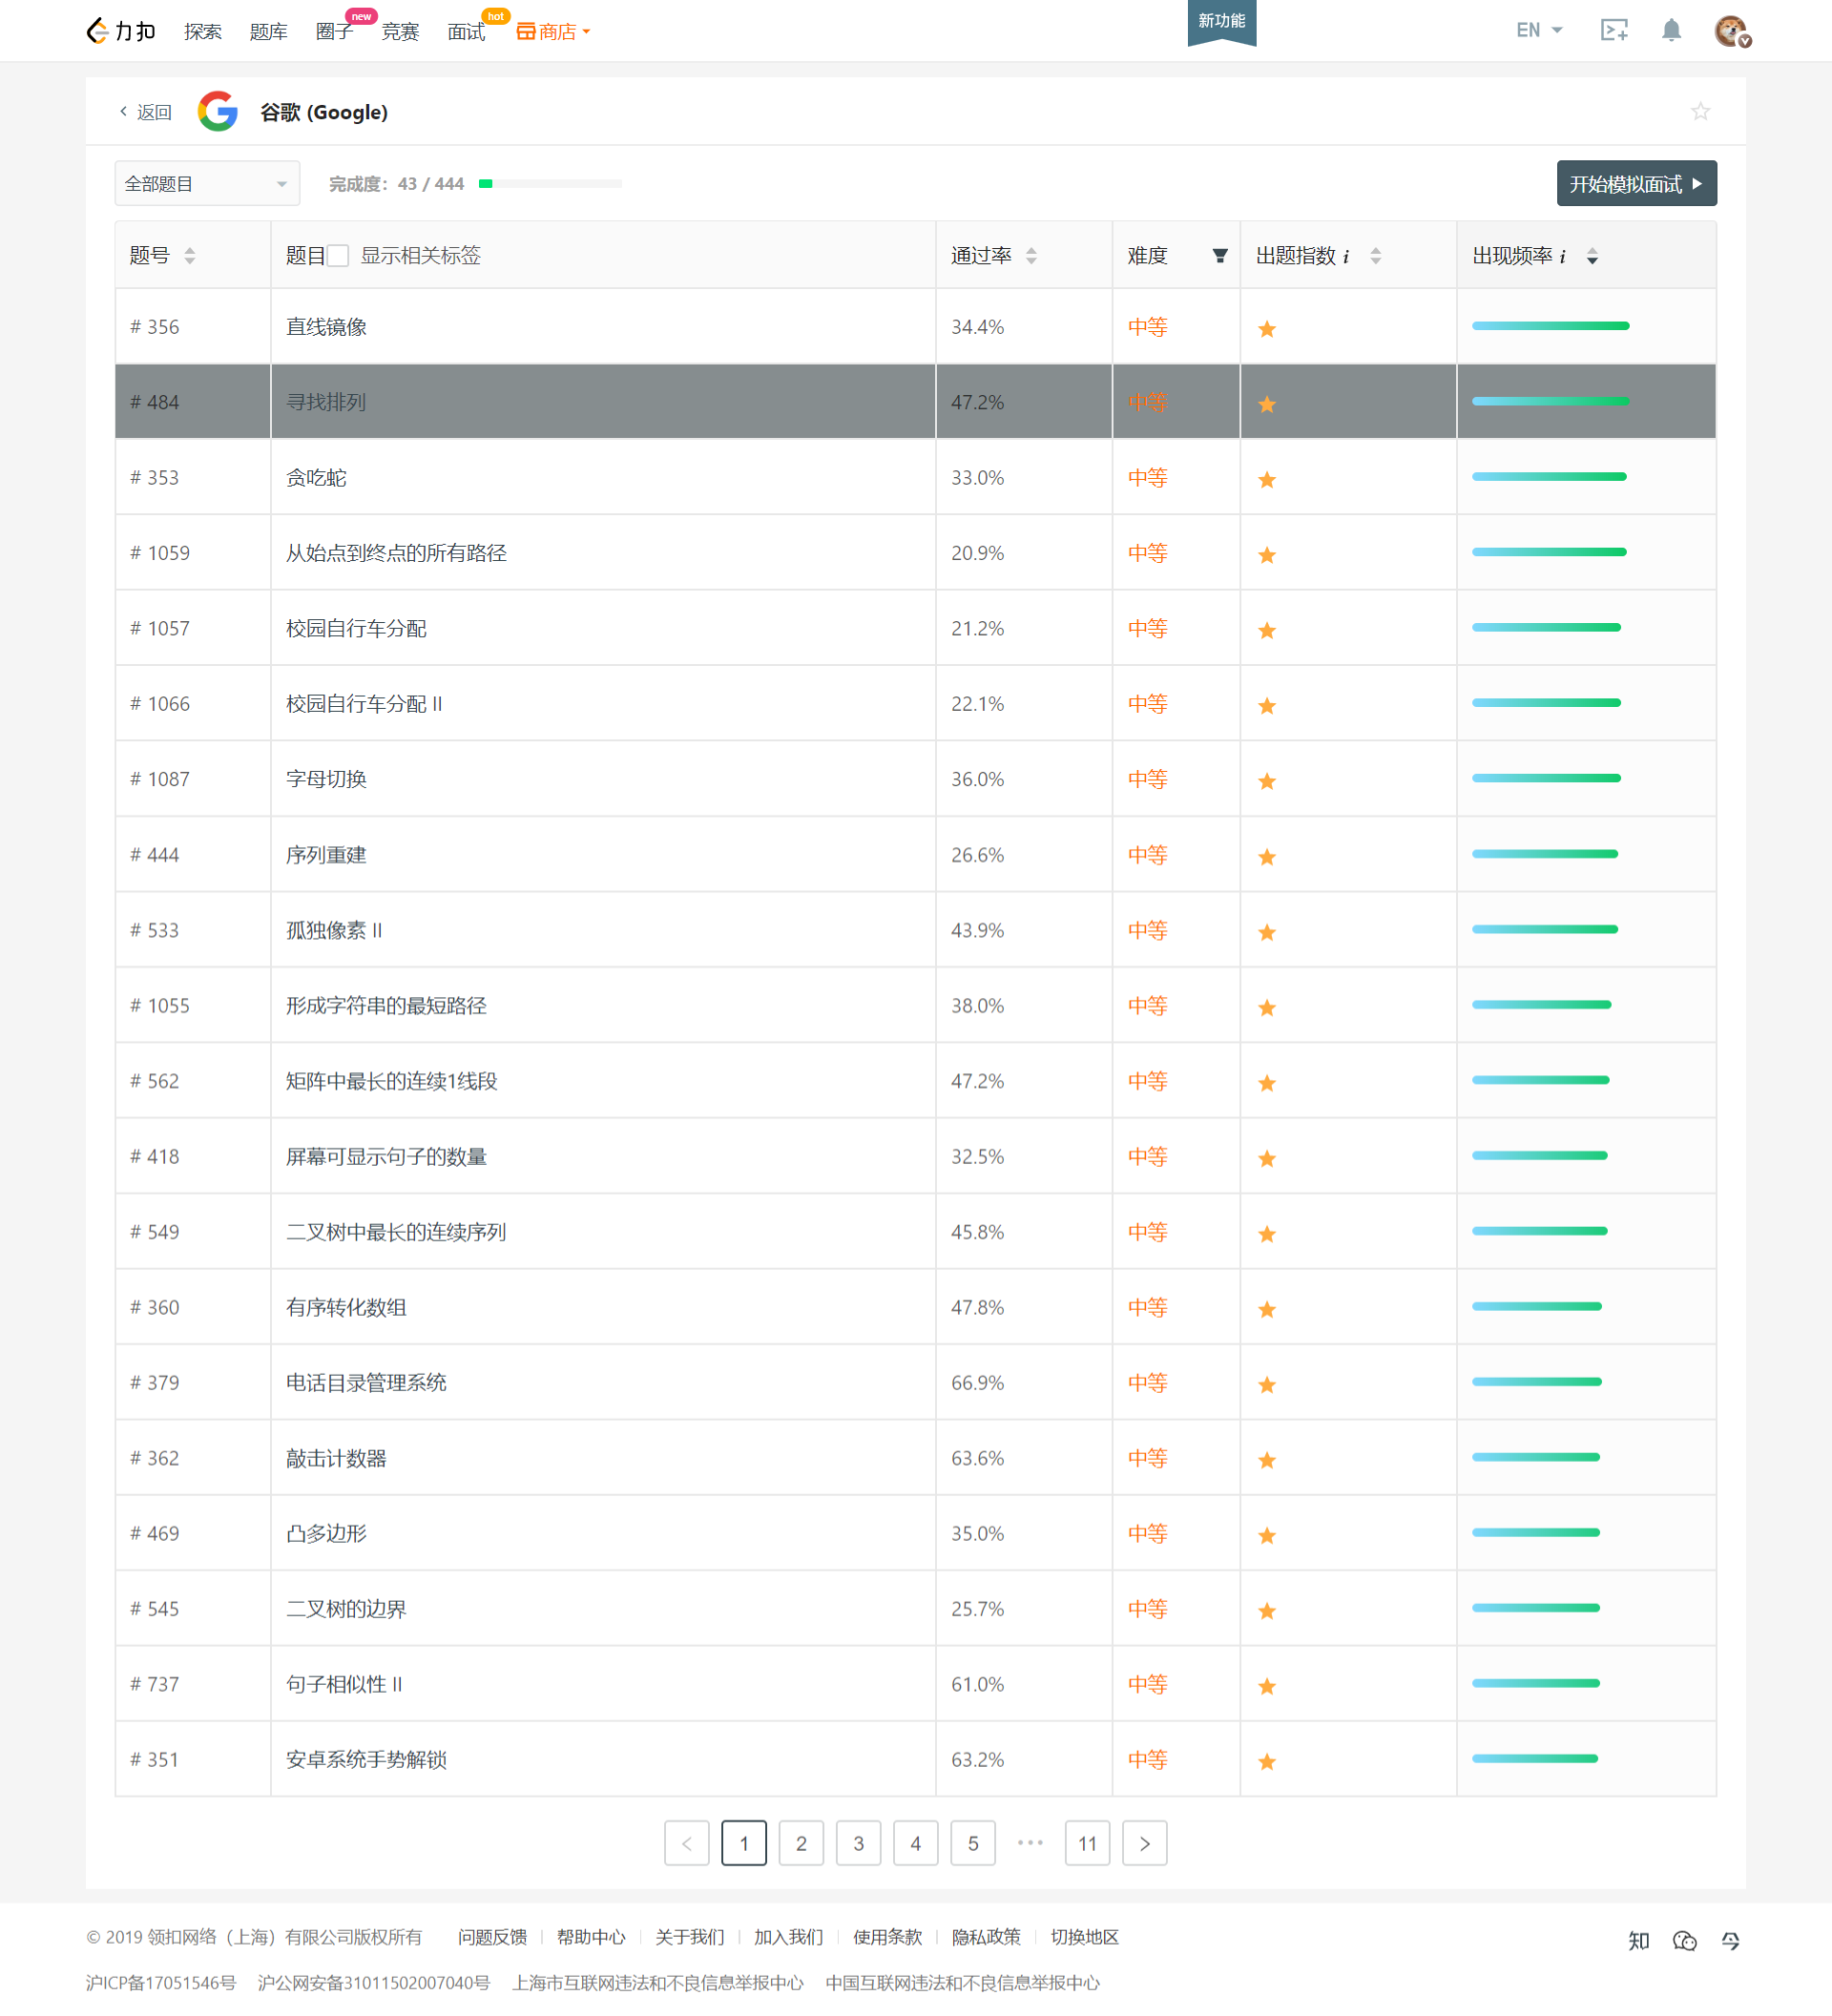 力扣 探索 题库 圈子 new 竞赛 面试 hot 商店 新功能 EN
返回 谷歌 (Google)
全部题目 完成度：43 / 444 开始模拟面试
题号 题目 显示相关标签 通过率 难度 出题指数 i 出现频率 i
# 356 直线镜像 34.4% 中等
# 484 寻找排列 47.2% 中等
# 353 贪吃蛇 33.0% 中等
# 1059 从始点到终点的所有路径 20.9% 中等
# 1057 校园自行车分配 21.2% 中等
# 1066 校园自行车分配 II 22.1% 中等
# 1087 字母切换 36.0% 中等
# 444 序列重建 26.6% 中等
# 533 孤独像素 II 43.9% 中等
# 1055 形成字符串的最短路径 38.0% 中等
# 562 矩阵中最长的连续1线段 47.2% 中等
# 418 屏幕可显示句子的数量 32.5% 中等
# 549 二叉树中最长的连续序列 45.8% 中等
# 360 有序转化数组 47.8% 中等
# 379 电话目录管理系统 66.9% 中等
# 362 敲击计数器 63.6% 中等
# 469 凸多边形 35.0% 中等
# 545 二叉树的边界 25.7% 中等
# 737 句子相似性 II 61.0% 中等
# 351 安卓系统手势解锁 63.2% 中等
< 1 2 3 4 5 ••• 11 >
© 2019 领扣网络（上海）有限公司版权所有 问题反馈 帮助中心 关于我们 加入我们 使用条款 隐私政策 切换地区 知
沪ICP备17051546号 沪公网安备31011502007040号 上海市互联网违法和不良信息举报中心 中国互联网违法和不良信息举报中心